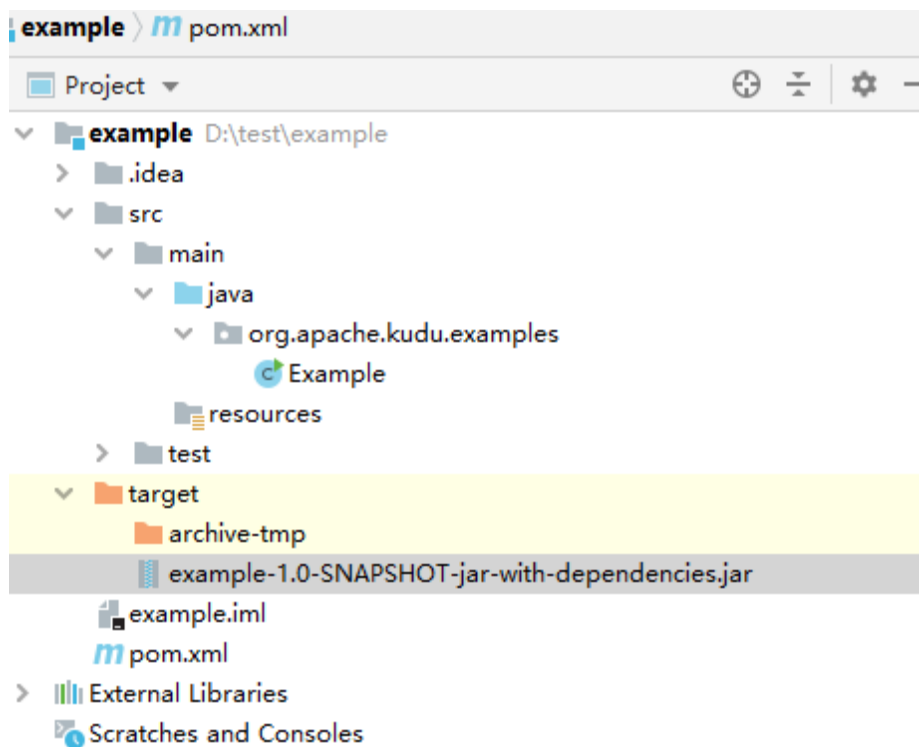 example pom.xml
Project
example D:\test\example
.idea
src
main
java
org.apache.kudu.examples
Example
resources
test
target
archive-tmp
example-1.0-SNAPSHOT-jar-with-dependencies.jar
example.iml
pom.xml
External Libraries
Scratches and Consoles